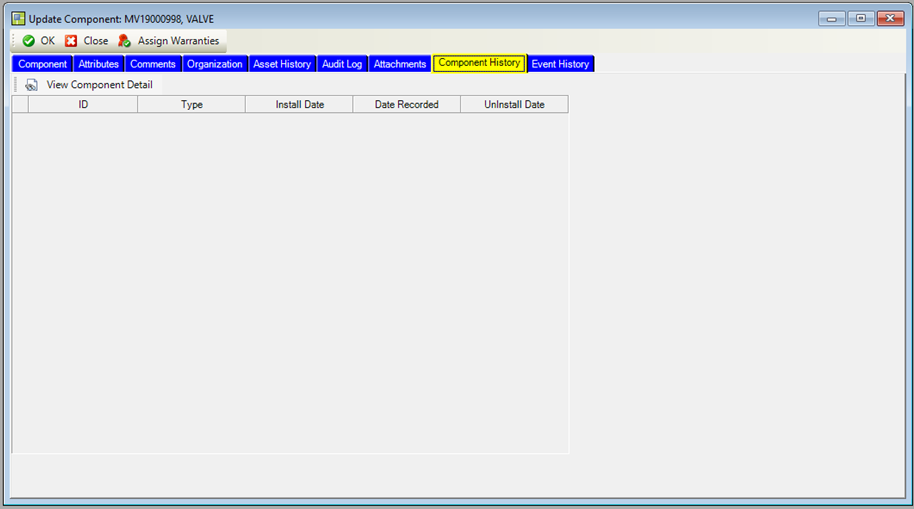 Update Component: MV19000998, VALVE
OK Close Assign Warranties
Component Attributes Comments Organization Asset History Audit Log Attachments Component History Event History
View Component Detail
ID Type Install Date Date Recorded UnInstall Date